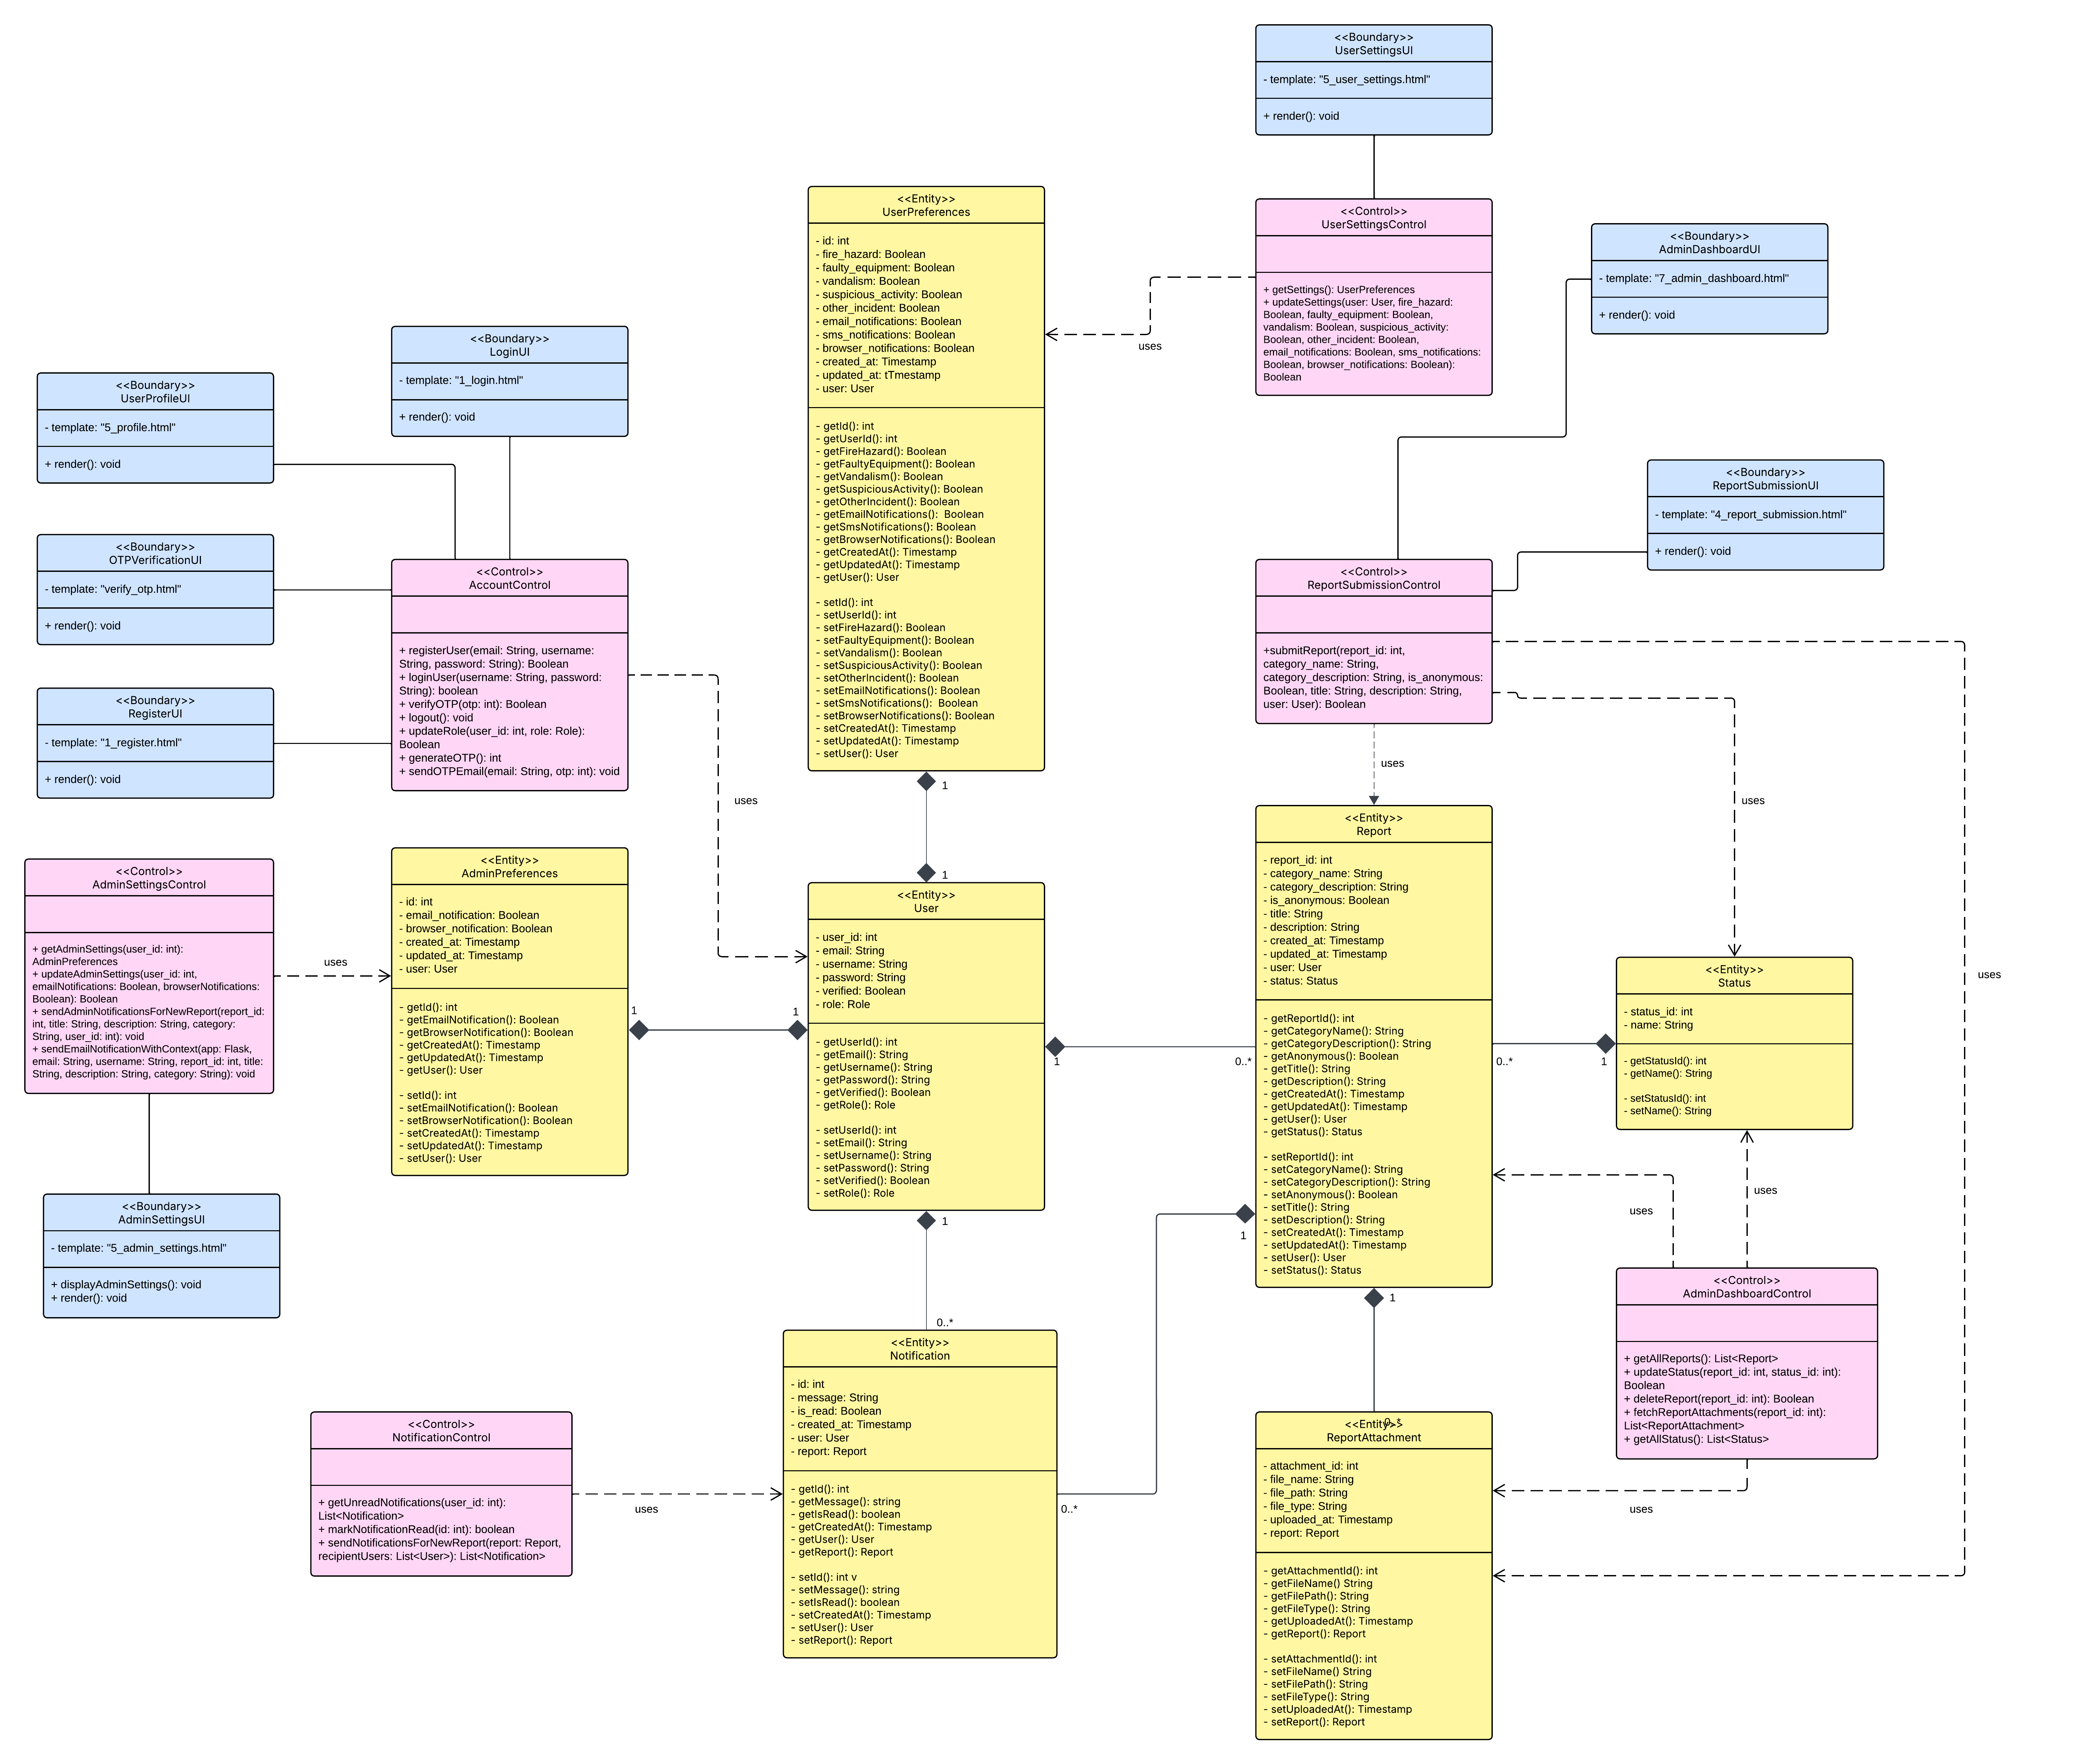 <<Boundary>>
UserSettingsUI
- template: "5_user_settings.html"
+ render(): void
<<Entity>>
UserPreferences
- id: int
- fire_hazard: Boolean
- faulty_equipment: Boolean
- vandalism: Boolean
- suspicious_activity: Boolean
- other_incident: Boolean
- email_notifications: Boolean
- sms_notifications: Boolean
- browser_notifications: Boolean
- created_at: Timestamp
- updated_at: tTmestamp
- user: User
- getId(): int
- getUserId(): int
- getFireHazard(): Boolean
- getFaultyEquipment(): Boolean
- getVandalism(): Boolean
- getSuspiciousActivity(): Boolean
- getOtherIncident(): Boolean
- getEmailNotifications():  Boolean
- getSmsNotifications(): Boolean
- getBrowserNotifications(): Boolean
- getCreatedAt(): Timestamp
- getUpdatedAt(): Timestamp
- getUser(): User
- setId(): int
- setUserId(): int
- setFireHazard(): Boolean
- setFaultyEquipment(): Boolean
- setVandalism(): Boolean
- setSuspiciousActivity(): Boolean
- setOtherIncident(): Boolean
- setEmailNotifications(): Boolean
- setSmsNotifications():  Boolean
- setBrowserNotifications(): Boolean
- setCreatedAt(): Timestamp
- setUpdatedAt(): Timestamp
- setUser(): User
<<Control>>
UserSettingsControl
+ getSettings(): UserPreferences
+ updateSettings(user: User, fire_hazard:
Boolean, faulty_equipment: Boolean,
vandalism: Boolean, suspicious_activity:
Boolean, other_incident: Boolean,
email_notifications: Boolean, sms_notifications:
Boolean, browser_notifications: Boolean):
Boolean
uses
<<Boundary>>
AdminDashboardUI
- template: "7_admin_dashboard.html"
+ render(): void
<<Boundary>>
LoginUI
- template: "1_login.html"
+ render(): void
<<Boundary>>
UserProfileUI
- template: "5_profile.html"
+ render(): void
<<Boundary>>
ReportSubmissionUI
- template: "4_report_submission.html"
+ render(): void
<<Boundary>>
OTPVerificationUI
- template: "verify_otp.html"
+ render(): void
<<Control>>
AccountControl
+ registerUser(email: String, username:
String, password: String): Boolean
+ loginUser(username: String, password:
String): boolean
+ verifyOTP(otp: int): Boolean
+ logout(): void
+ updateRole(user_id: int, role: Role):
Boolean
+ generateOTP(): int
+ sendOTPEmail(email: String, otp: int): void
uses
<<Control>>
ReportSubmissionControl
+submitReport(report_id: int,
category_name: String,
category_description: String, is_anonymous:
Boolean, title: String, description: String,
user: User): Boolean
uses
uses
uses
<<Boundary>>
RegisterUI
- template: "1_register.html"
+ render(): void
1
1
<<Control>>
AdminSettingsControl
+ getAdminSettings(user_id: int):
AdminPreferences
+ updateAdminSettings(user_id: int,
emailNotifications: Boolean, browserNotifications:
Boolean): Boolean
+ sendAdminNotificationsForNewReport(report_id:
int, title: String, description: String, category:
String, user_id: int): void
+ sendEmailNotificationWithContext(app: Flask,
email: String, username: String, report_id: int, title:
String, description: String, category: String): void
uses
<<Entity>>
AdminPreferences
- id: int
- email_notification: Boolean
- browser_notification: Boolean
- created_at: Timestamp
- updated_at: Timestamp
- user: User
- getId(): int
- getEmailNotification(): Boolean
- getBrowserNotification(): Boolean
- getCreatedAt(): Timestamp
- getUpdatedAt(): Timestamp
- getUser(): User
- setId(): int
- setEmailNotification(): Boolean
- setBrowserNotification(): Boolean
- setCreatedAt(): Timestamp
- setUpdatedAt(): Timestamp
- setUser(): User
1
1
<<Entity>>
User
- user_id: int
- email: String
- username: String
- password: String
- verified: Boolean
- role: Role
- getUserId(): int
- getEmail(): String
- getUsername(): String
- getPassword(): String
- getVerified(): Boolean
- getRole(): Role
- setUserId(): int
- setEmail(): String
- setUsername(): String
- setPassword(): String
- setVerified(): Boolean
- setRole(): Role
1
0..*
<<Entity>>
Report
- report_id: int
- category_name: String
- category_description: String
- is_anonymous: Boolean
- title: String
- description: String
- created_at: Timestamp
- updated_at: Timestamp
- user: User
- status: Status
- getReportId(): int
- getCategoryName(): String
- getCategoryDescription(): String
- getAnonymous(): Boolean
- getTitle(): String
- getDescription(): String
- getCreatedAt(): Timestamp
- getUpdatedAt(): Timestamp
- getUser(): User
- getStatus(): Status
- setReportId(): int
- setCategoryName(): String
- setCategoryDescription(): String
- setAnonymous(): Boolean
- setTitle(): String
- setDescription(): String
- setCreatedAt(): Timestamp
- setUpdatedAt(): Timestamp
- setUser(): User
- setStatus(): Status
0..*
1
<<Entity>>
Status
- status_id: int
- name: String
- getStatusId(): int
- getName(): String
- setStatusId(): int
- setName(): String
uses
uses
<<Boundary>>
AdminSettingsUI
- template: "5_admin_settings.html"
+ displayAdminSettings(): void
+ render(): void
1
0..*
1
1
0..*
<<Control>>
AdminDashboardControl
+ getAllReports(): List<Report>
+ updateStatus(report_id: int, status_id: int):
Boolean
+ deleteReport(report_id: int): Boolean
+ fetchReportAttachments(report_id: int):
List<ReportAttachment>
+ getAllStatus(): List<Status>
uses
<<Entity>>
Notification
- id: int
- message: String
- is_read: Boolean
- created_at: Timestamp
- user: User
- report: Report
- getId(): int
- getMessage(): string
- getIsRead(): boolean
- getCreatedAt(): Timestamp
- getUser(): User
- getReport(): Report
- setId(): int v
- setMessage(): string
- setIsRead(): boolean
- setCreatedAt(): Timestamp
- setUser(): User
- setReport(): Report
0..*
<<Control>>
NotificationControl
+ getUnreadNotifications(user_id: int):
List<Notification>
+ markNotificationRead(id: int): boolean
+ sendNotificationsForNewReport(report: Report,
recipientUsers: List<User>): List<Notification>
uses
<<Entity>>
ReportAttachment
- attachment_id: int
- file_name: String
- file_path: String
- file_type: String
- uploaded_at: Timestamp
- report: Report
- getAttachmentId(): int
- getFileName() String
- getFilePath(): String
- getFileType(): String
- getUploadedAt(): Timestamp
- getReport(): Report
- setAttachmentId(): int
- setFileName() String
- setFilePath(): String
- setFileType(): String
- setUploadedAt(): Timestamp
- setReport(): Report